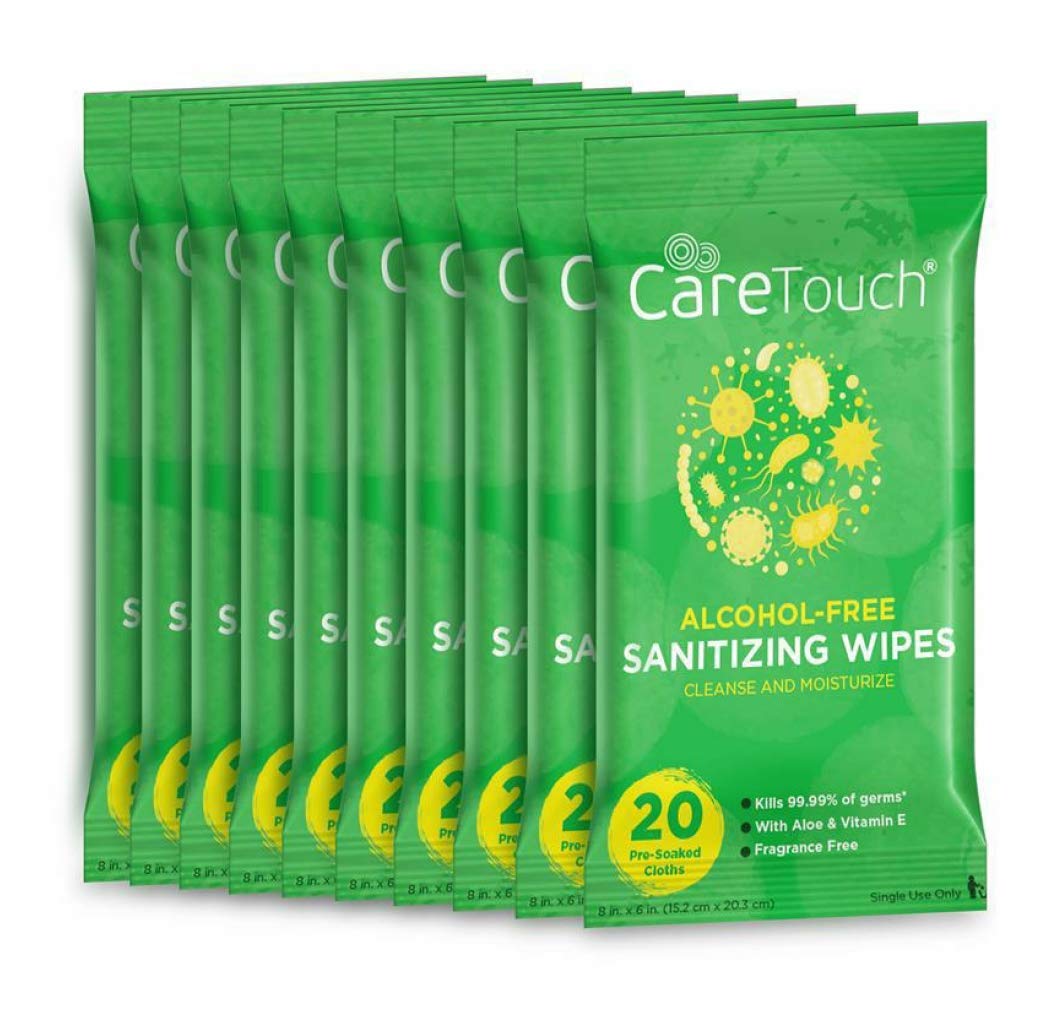 CareTouch®
ALCOHOL-FREE
SANITIZING WIPES
CLEANSE AND MOISTURIZE
20
Pre-Soaked
Cloths
Kills 99.99% of germs*
With Aloe & Vitamin E
Fragrance Free
8 in. x 6 in. (15.2 cm x 20.3 cm)
Single Use Only